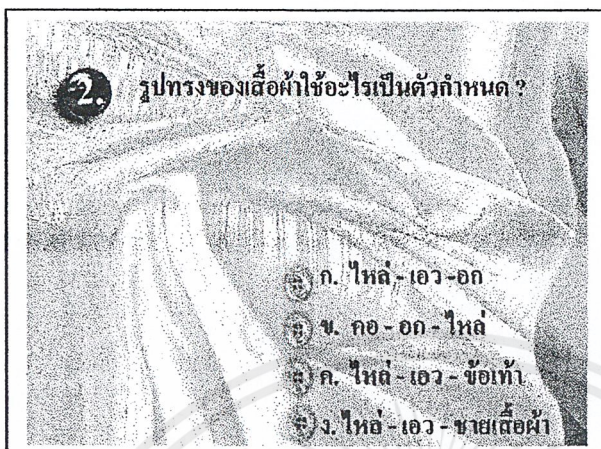 2. รูปทรงของเสื้อผ้าใช้อะไรเป็นตัวกำหนด ?
ก. ไหล่ - เอว -อก
ข. คอ - อก - ไหล่
ค. ไหล่ - เอว - ข้อเท้า
ง. ไหล่ - เอว - ชายเสื้อผ้า